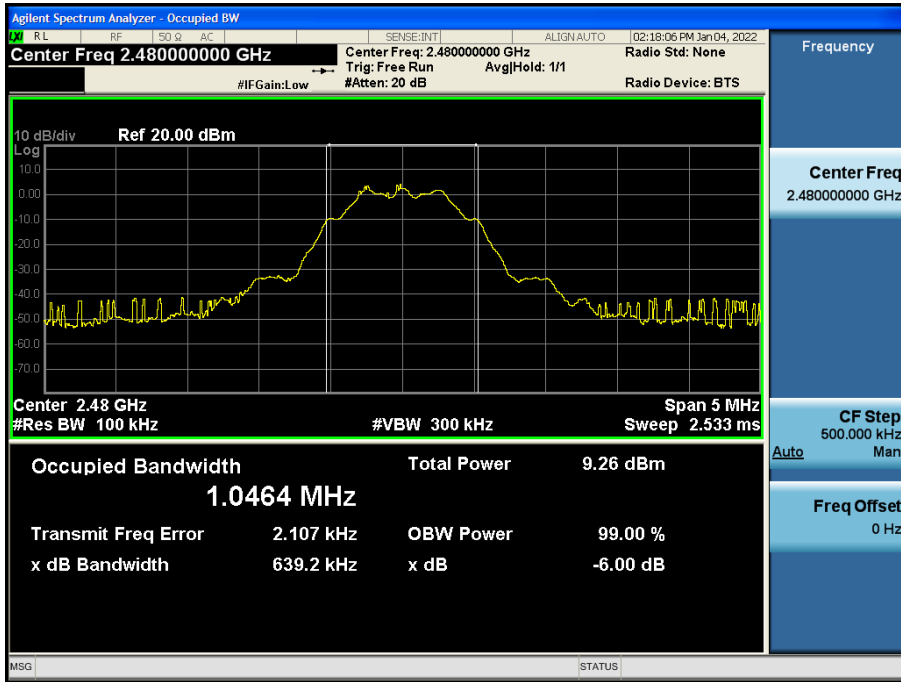 Agilent Spectrum Analyzer - Occupied BW
LXI RL RF 50 Ω AC SENSE:INT ALIGN AUTO 02:18:06 PM Jan 04, 2022
Center Freq 2.480000000 GHz
Center Freq: 2.480000000 GHz
Radio Std: None
Trig: Free Run Avg|Hold: 1/1
#IFGain:Low
#Atten: 20 dB
Radio Device: BTS
10 dB/div Ref 20.00 dBm
Log
10.0
0.00
-10.0
-20.0
-30.0
-40.0
-50.0
-60.0
-70.0
Center 2.48 GHz Span 5 MHz
#Res BW 100 kHz #VBW 300 kHz Sweep 2.533 ms
Occupied Bandwidth Total Power 9.26 dBm
1.0464 MHz
Transmit Freq Error 2.107 kHz OBW Power 99.00 %
x dB Bandwidth 639.2 kHz x dB -6.00 dB
MSG STATUS
Frequency
Center Freq
2.480000000 GHz
CF Step
500.000 kHz
Auto Man
Freq Offset
0 Hz